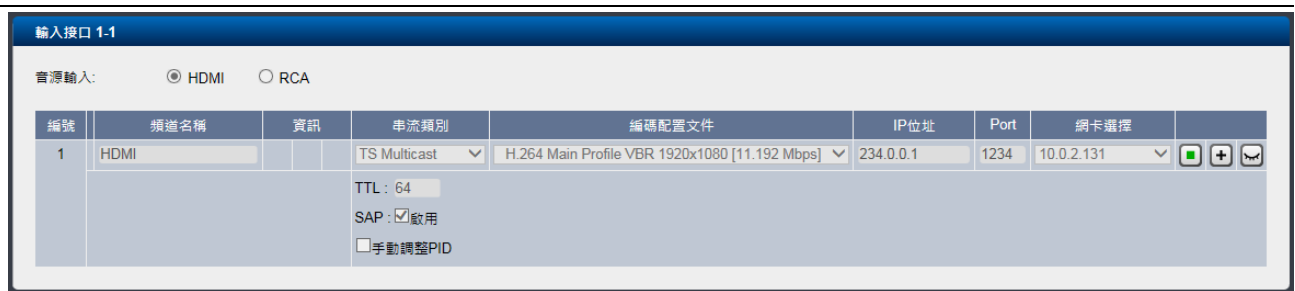 輸入接口 1-1
音源輸入: HDMI RCA
編號 頻道名稱 資訊 串流類別 編碼配置文件 IP位址 Port 網卡選擇
1 HDMI TS Multicast H.264 Main Profile VBR 1920x1080 [11.192 Mbps] 234.0.0.1 1234 10.0.2.131
TTL : 64
SAP : 啟用
手動調整PID